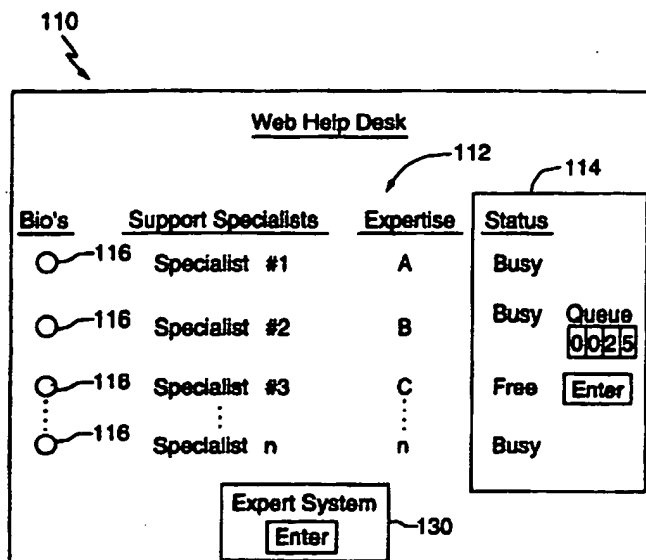 110
Web Help Desk
112
114
Bio's Support Specialists Expertise Status
116 Specialist #1 A Busy
116 Specialist #2 B Busy Queue
0025
118 Specialist #3 C Free Enter
116 Specialist n n Busy
Expert System
Enter
130